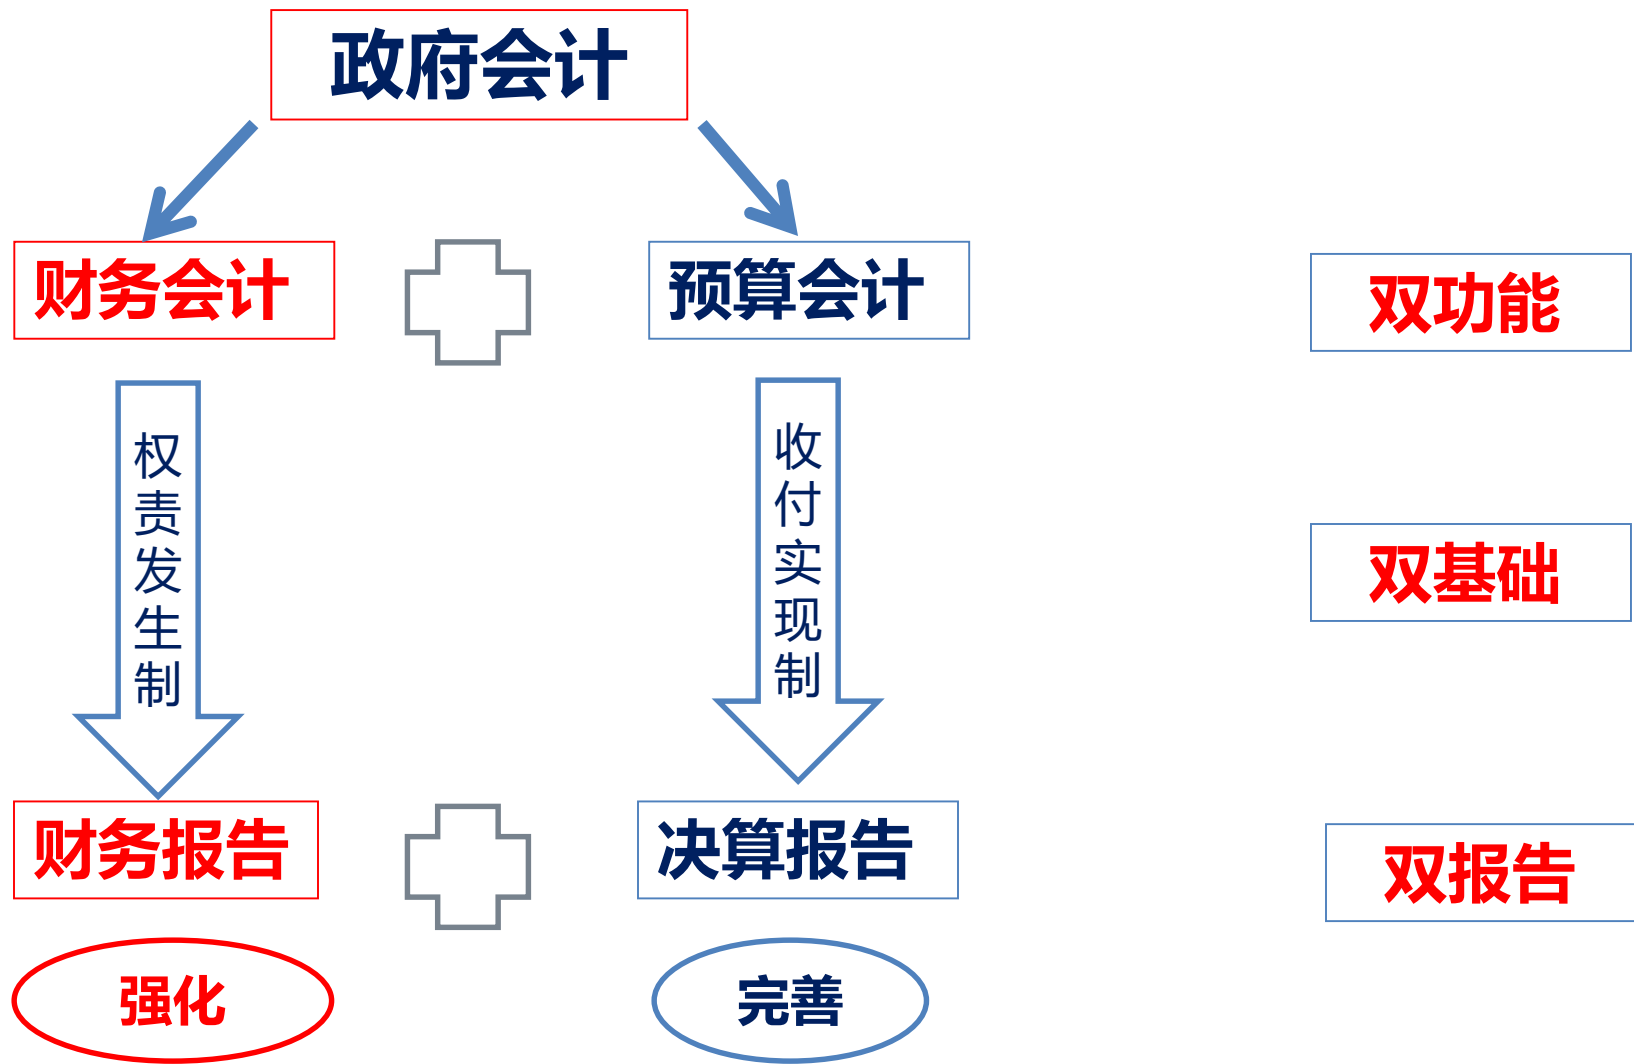 政府会计
财务会计
预算会计
双功能
权责发生制
收付实现制
双基础
财务报告
决算报告
双报告
强化
完善